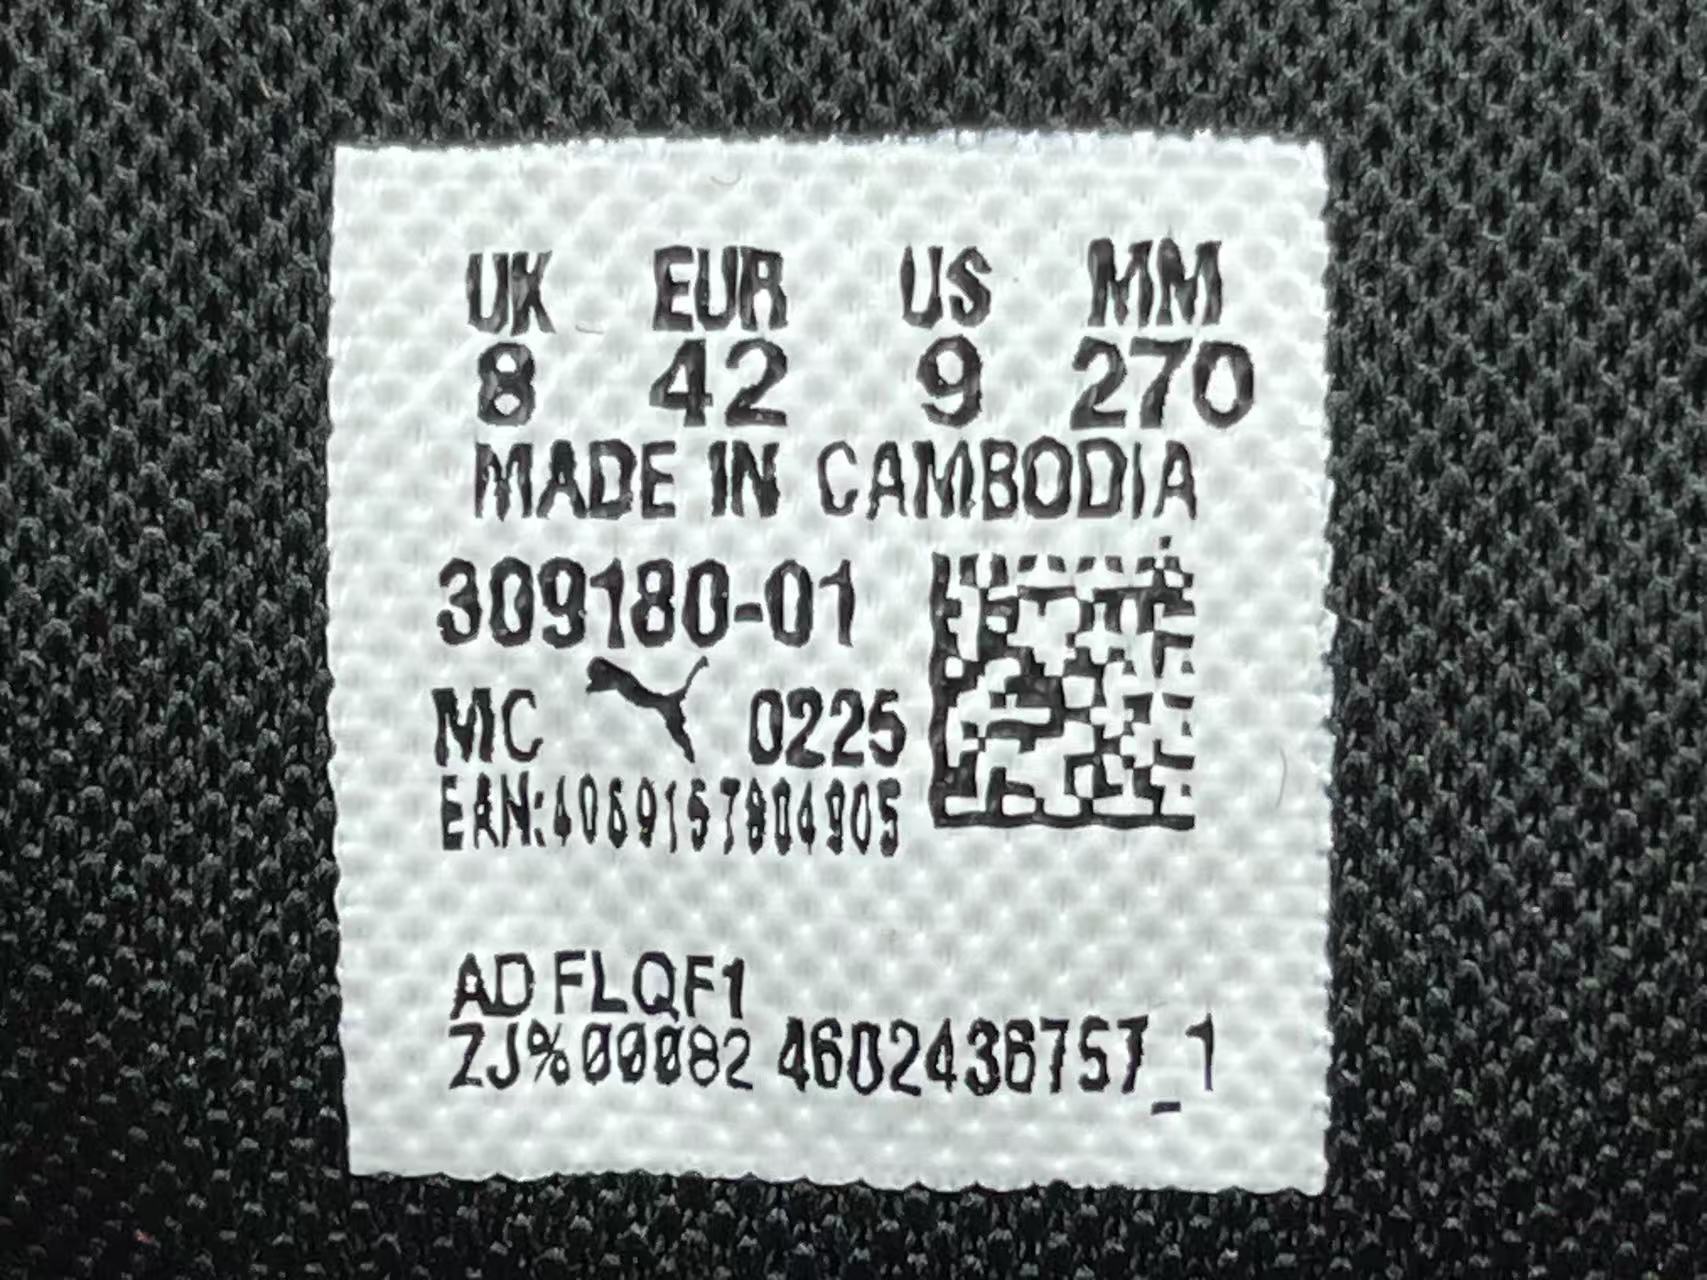 UK EUR US MM
8 42 9 270
MADE IN CAMBODIA
309180-01
MC 0225
EAN:4069157804905
AD FLQF1
ZJ%00082 4602436757_1